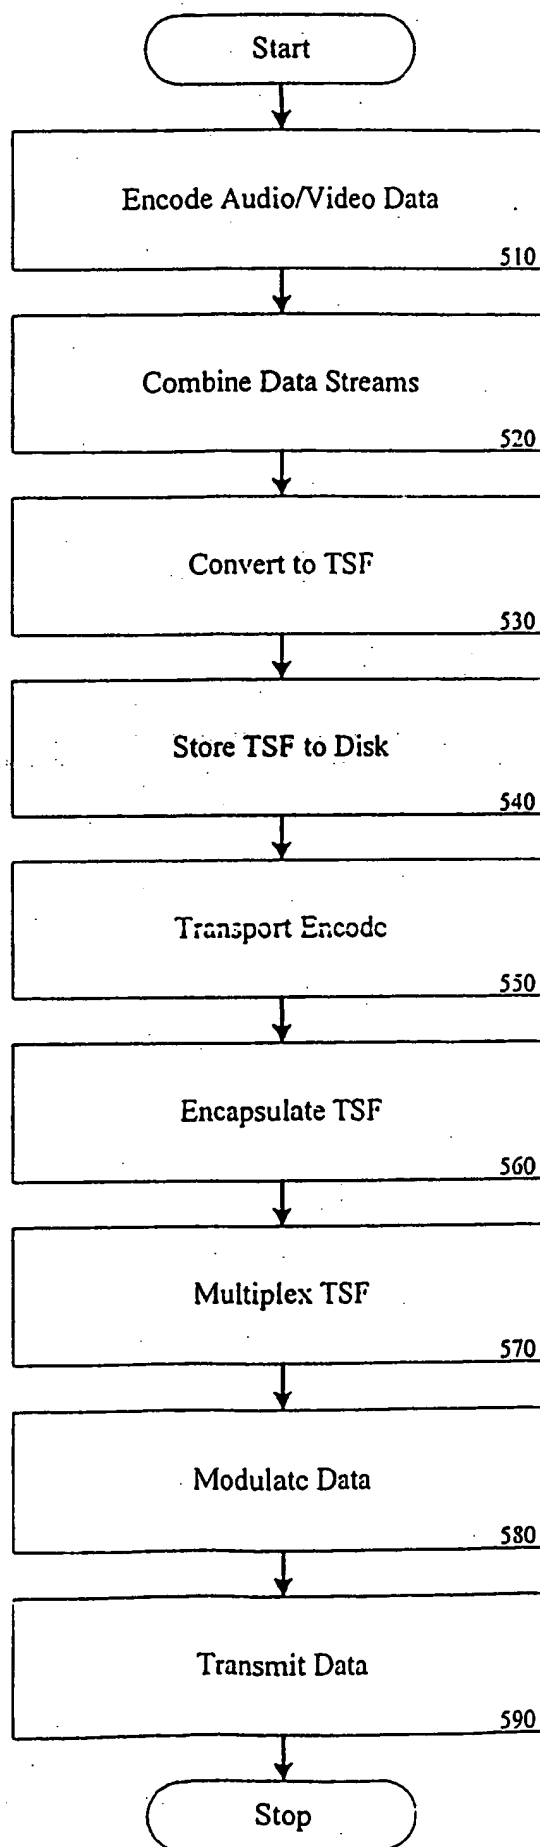 Start
Encode Audio/Video Data
510
Combine Data Streams
520
Convert to TSF
530
Store TSF to Disk
540
Transport Encode
550
Encapsulate TSF
560
Multiplex TSF
570
Modulate Data
580
Transmit Data
590
Stop